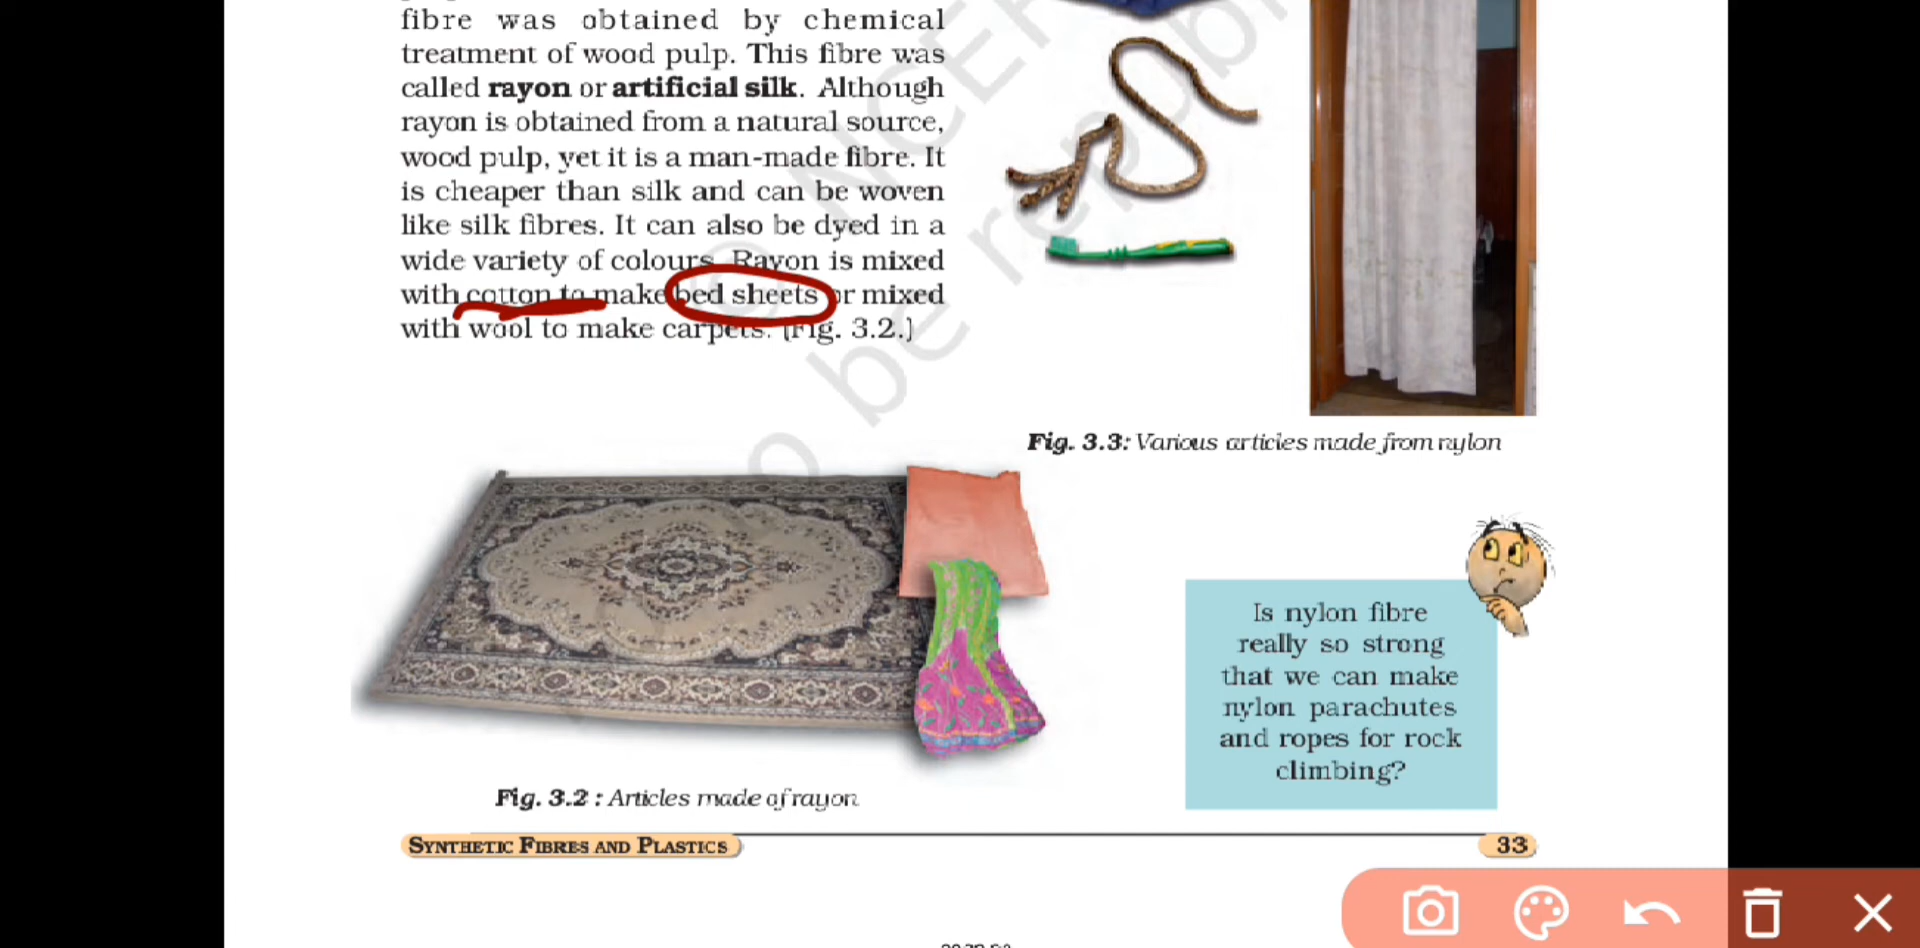 fibre was obtained by chemical
treatment of wood pulp. This fibre was
called rayon or artificial silk. Although
rayon is obtained from a natural source,
wood pulp, yet it is a man-made fibre. It
is cheaper than silk and can be woven
like silk fibres. It can also be dyed in a
wide variety of colours. Rayon is mixed
with cotton to make bed sheets or mixed
with wool to make carpets. (Fig. 3.2.)
Fig. 3.3: Various articles made from nylon
Is nylon fibre
really so strong
that we can make
nylon parachutes
and ropes for rock
climbing?
Fig. 3.2 : Articles made of rayon
SYNTHETIC FIBRES AND PLASTICS
33